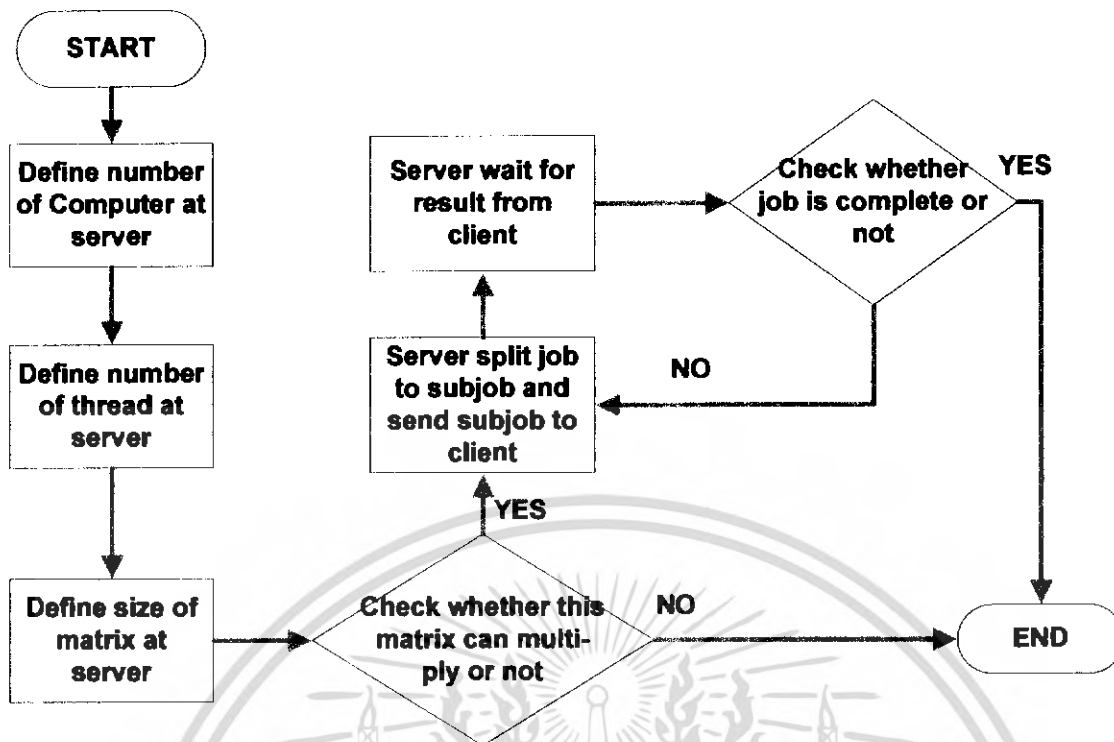 START
Define number
of Computer at
server
Define number
of thread at
server
Define size of
matrix at
server
Check whether this
matrix can multi-
ply or not
YES
NO
Server split job
to subjob and
send subjob to
client
Server wait for
result from
client
Check whether
job is complete or
not
YES
NO
END